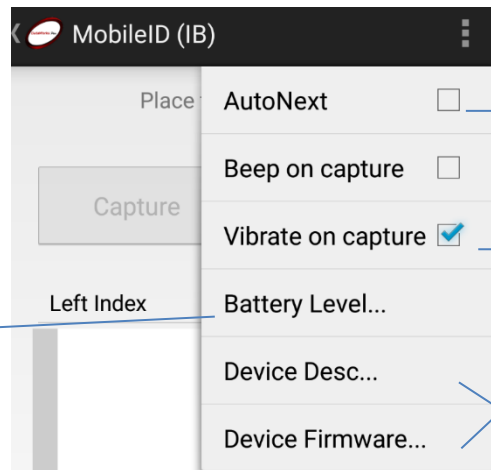 MobileID (IB)
Place
AutoNext
Beep on capture
Capture
Vibrate on capture
Left Index
Battery Level...
Device Desc...
Device Firmware...